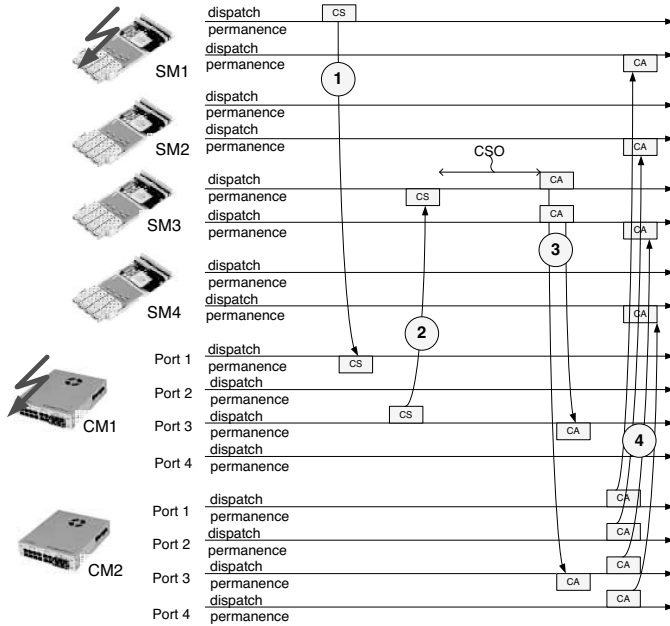 dispatch CS
permanence
1
dispatch
permanence CA
SM1
dispatch
permanence
dispatch
permanence CA
SM2
CSO
dispatch CA
permanence CS
dispatch CA
permanence CA
SM3
3
dispatch
permanence
dispatch
permanence CA
SM4
2
Port 1 dispatch
permanence CS
Port 2 dispatch
permanence
CM1
Port 3 dispatch CS
permanence CA
4
Port 4 dispatch
permanence
Port 1 dispatch CA
permanence
Port 2 dispatch CA
permanence
CM2
Port 3 dispatch CA
permanence CA
Port 4 dispatch CA
permanence